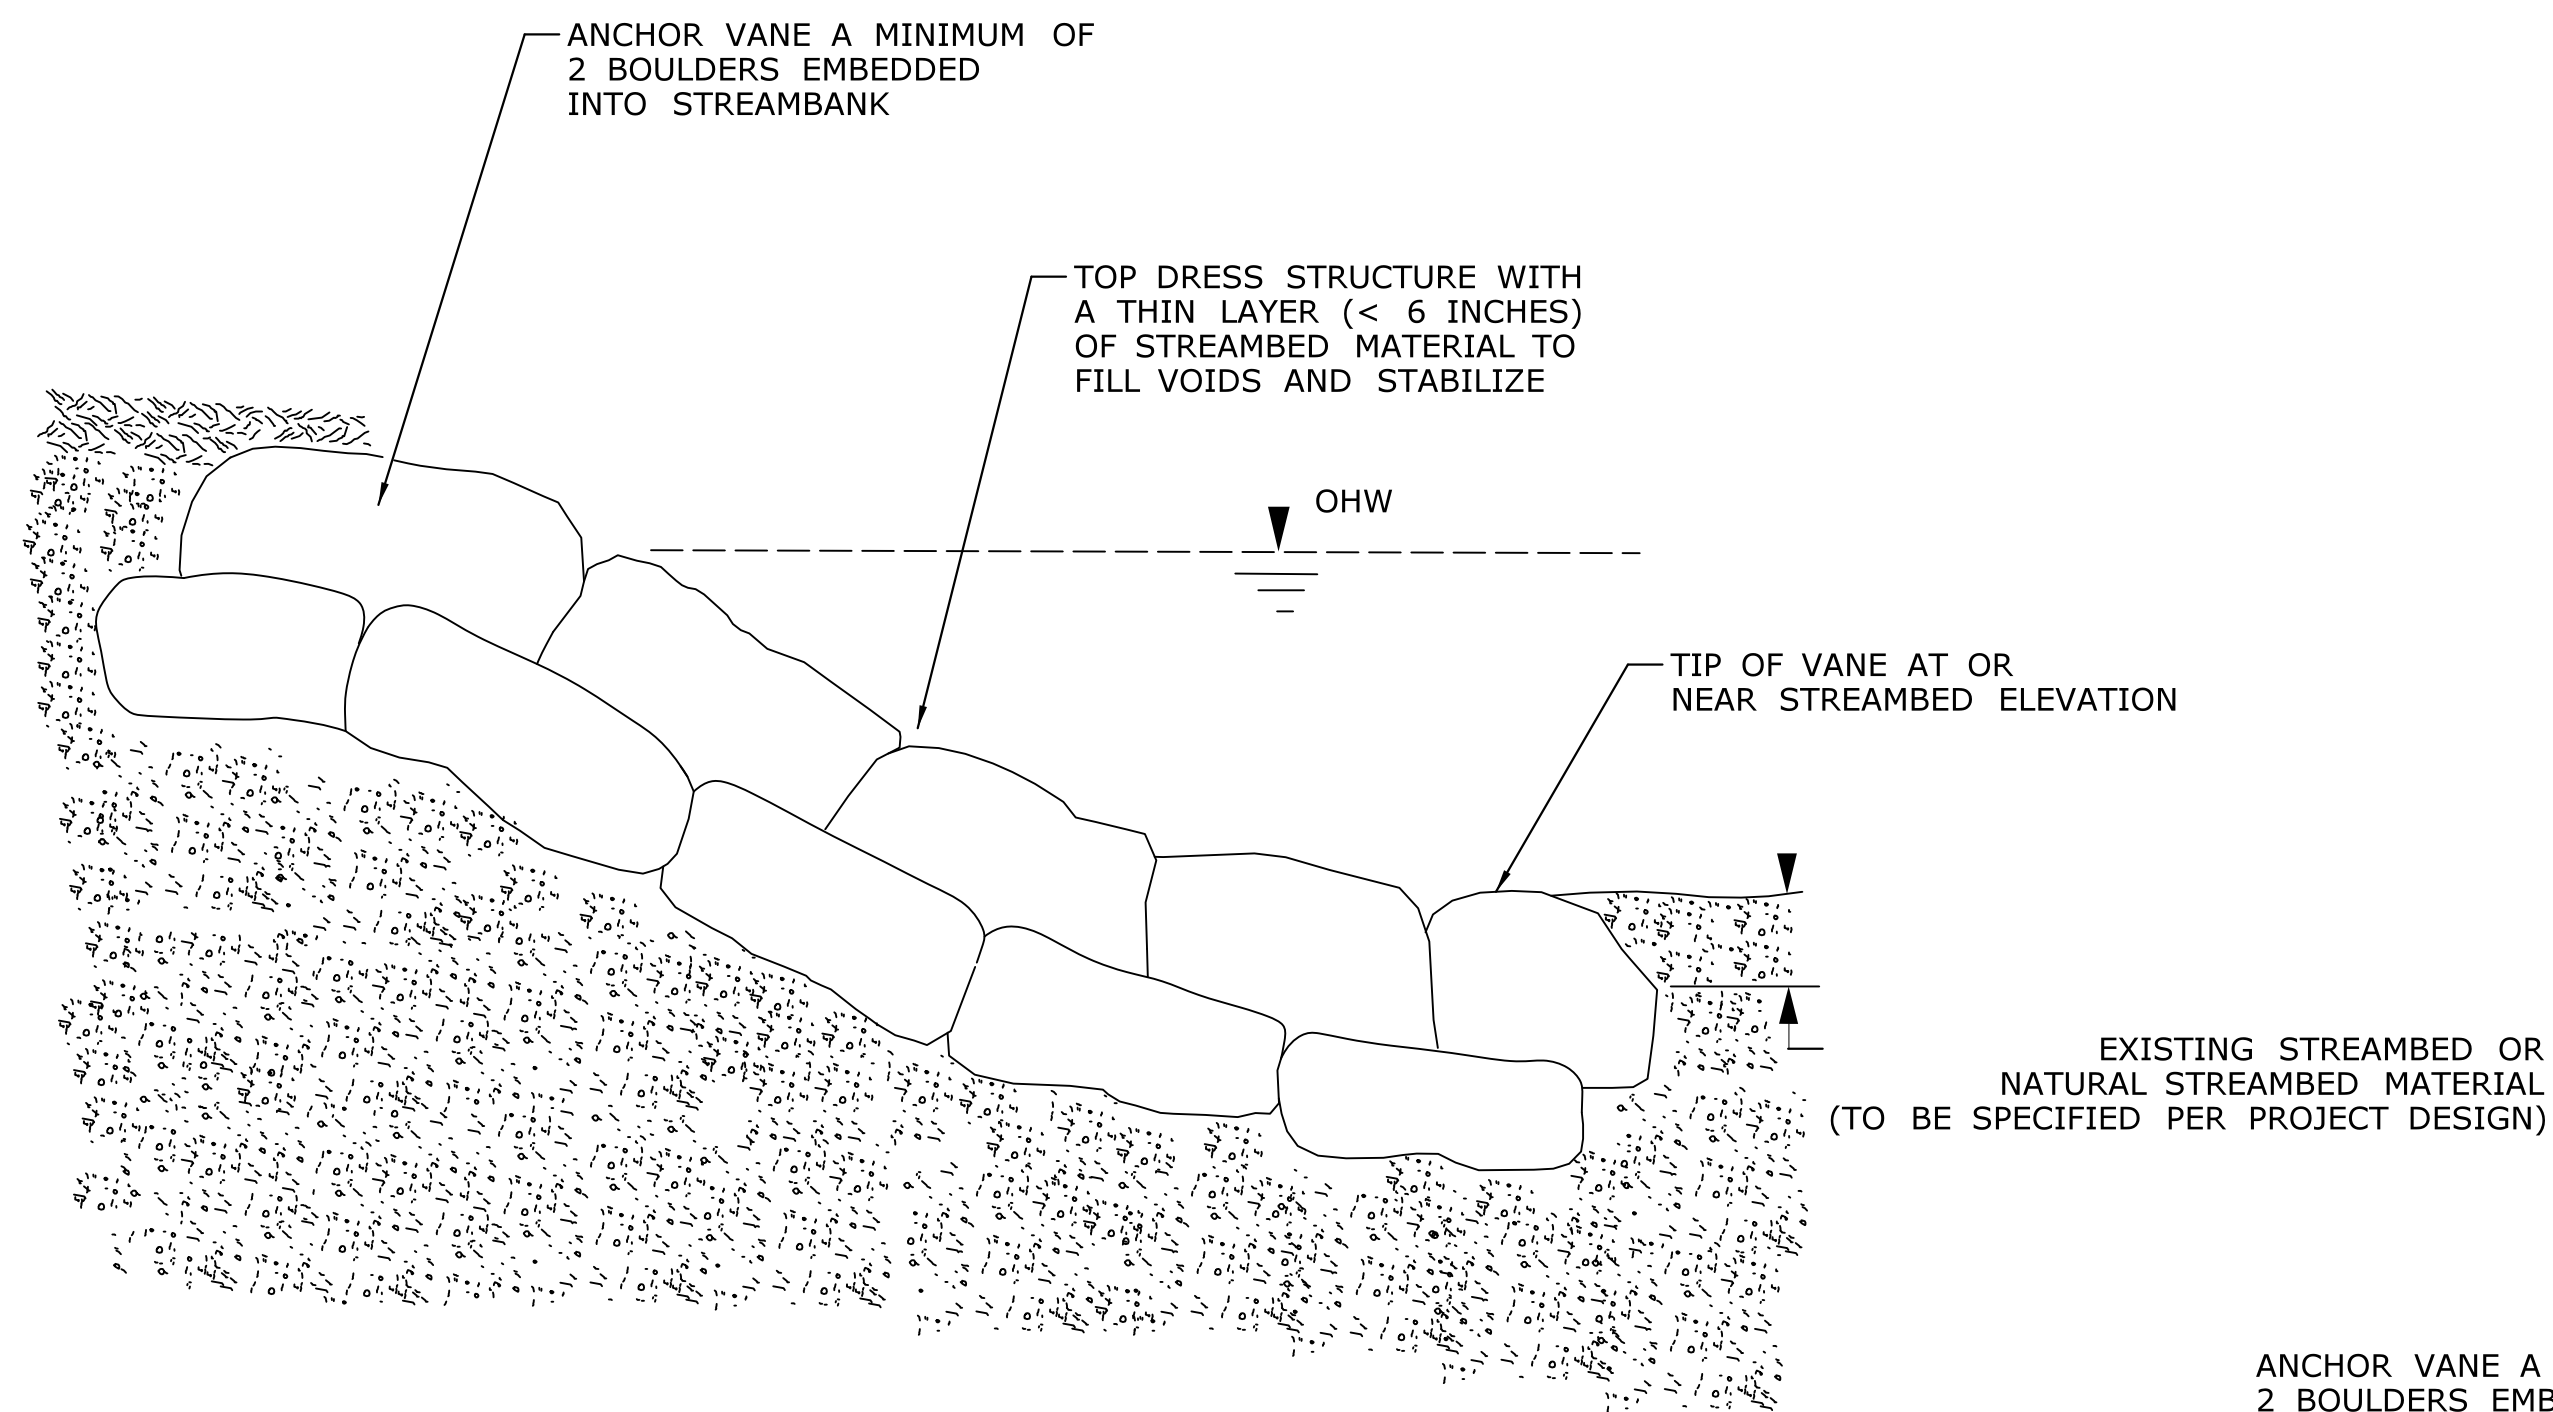 ANCHOR VANE A MINIMUM OF
2 BOULDERS EMBEDDED
INTO STREAMBANK
TOP DRESS STRUCTURE WITH
A THIN LAYER (< 6 INCHES)
OF STREAMBED MATERIAL TO
FILL VOIDS AND STABILIZE
OHW
TIP OF VANE AT OR
NEAR STREAMBED ELEVATION
EXISTING STREAMBED OR
NATURAL STREAMBED MATERIAL
(TO BE SPECIFIED PER PROJECT DESIGN)
ANCHOR VANE A
2 BOULDERS